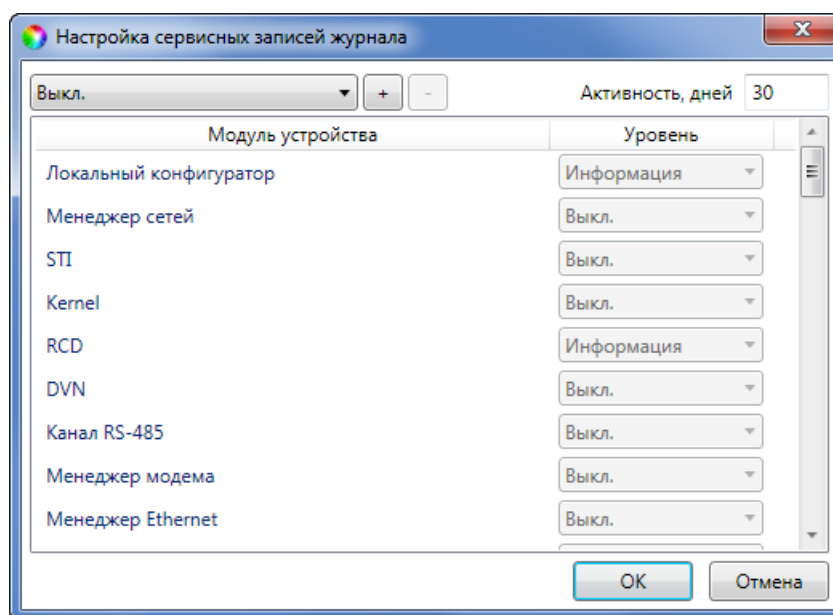 Настройка сервисных записей журнала
Выкл. + - Активность, дней 30
Модуль устройства Уровень
Локальный конфигуратор Информация
Менеджер сетей Выкл.
STI Выкл.
Kernel Выкл.
RCD Информация
DVN Выкл.
Канал RS-485 Выкл.
Менеджер модема Выкл.
Менеджер Ethernet Выкл.
OK Отмена